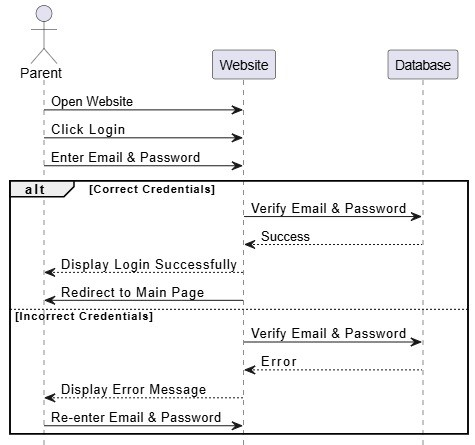 Parent
Website
Database
Open Website
Click Login
Enter Email & Password
alt
[Correct Credentials]
Verify Email & Password
Success
Display Login Successfully
Redirect to Main Page
[Incorrect Credentials]
Verify Email & Password
Error
Display Error Message
Re-enter Email & Password